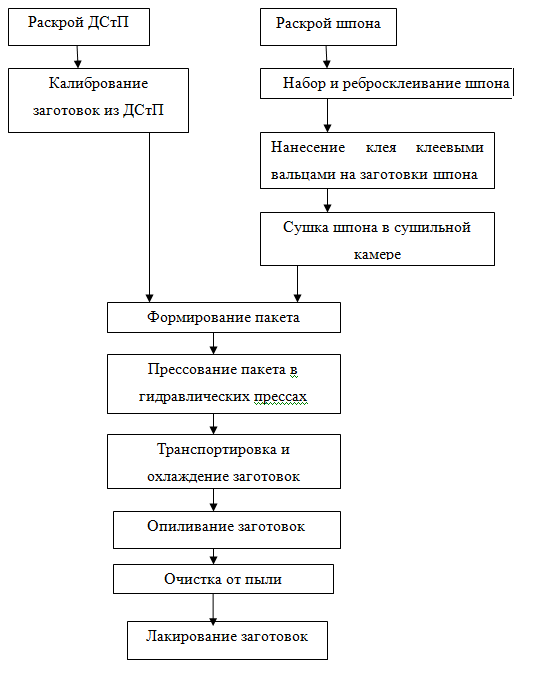 Раскрой ДСтП
Раскрой шпона
Калибрование
заготовок из ДСтП
Набор и ребросклеивание шпона
Нанесение клея клеевыми
вальцами на заготовки шпона
Сушка шпона в сушильной
камере
Формирование пакета
Прессование пакета в
гидравлических прессах
Транспортировка и
охлаждение заготовок
Опиливание заготовок
Очистка от пыли
Лакирование заготовок